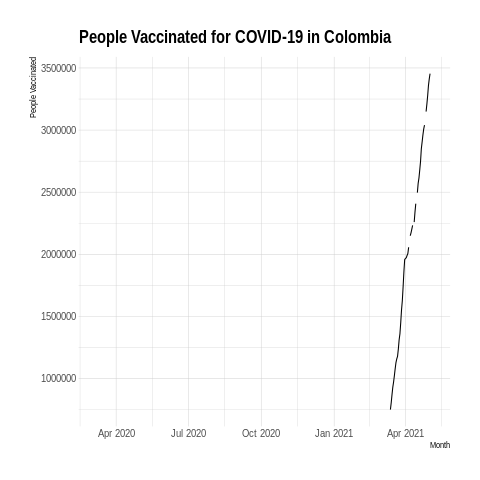 People Vaccinated for COVID-19 in Colombia
People Vaccinated
3500000
3000000
2500000
2000000
1500000
1000000
Apr 2020 Jul 2020 Oct 2020 Jan 2021 Apr 2021
Month